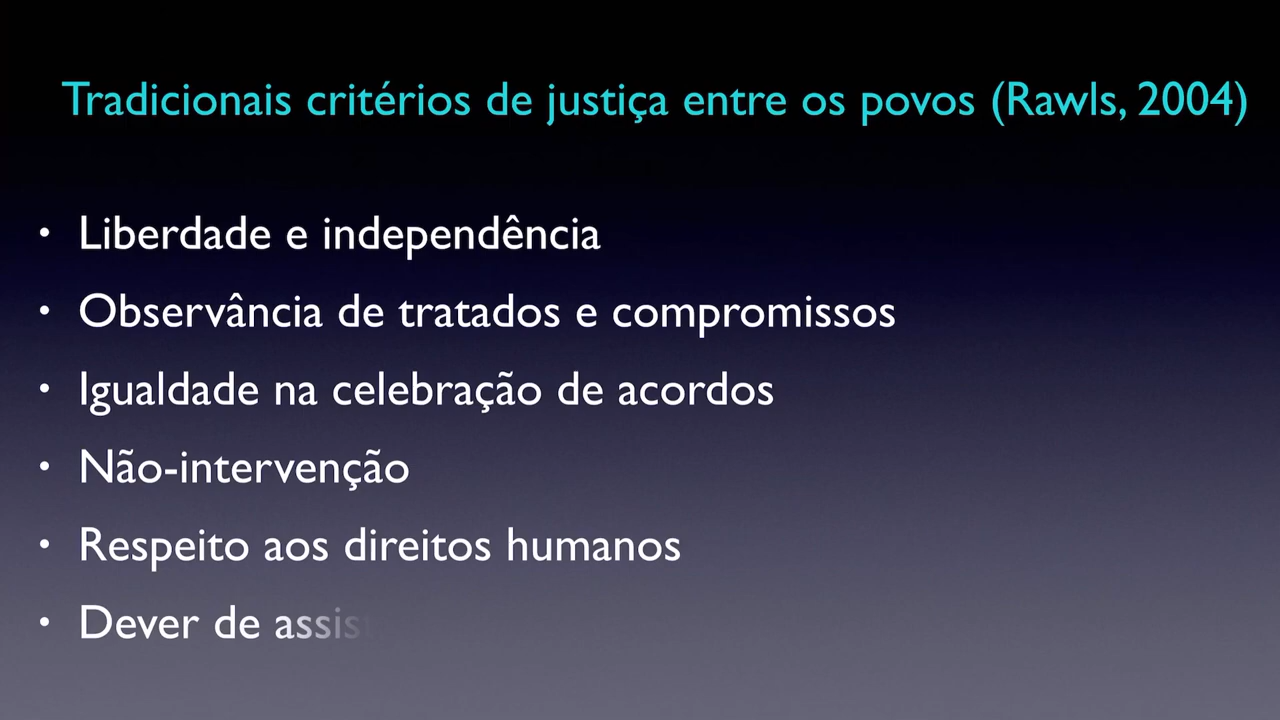 Tradicionais critérios de justiça entre os povos (Rawls, 2004)
• Liberdade e independência
• Observância de tratados e compromissos
• Igualdade na celebração de acordos
• Não-intervenção
• Respeito aos direitos humanos
• Dever de assis